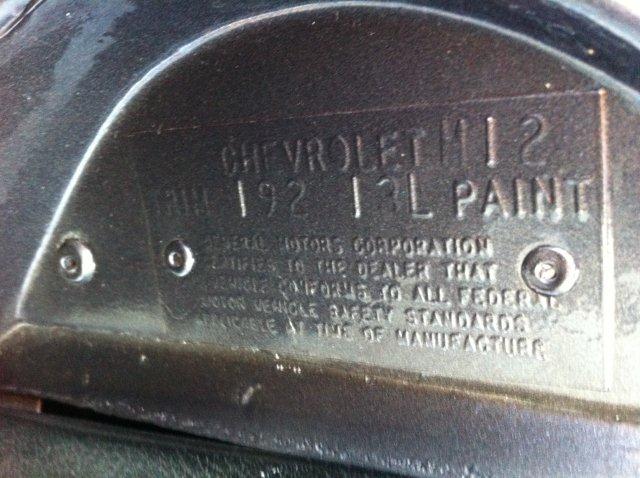 CHEVROLET M12
TRIM 192 13L PAINT
GENERAL MOTORS CORPORATION
CERTIFIES TO THE DEALER THAT
VEHICLE CONFORMS TO ALL FEDERAL
MOTOR VEHICLE SAFETY STANDARDS
APPLICABLE AT TIME OF MANUFACTURE